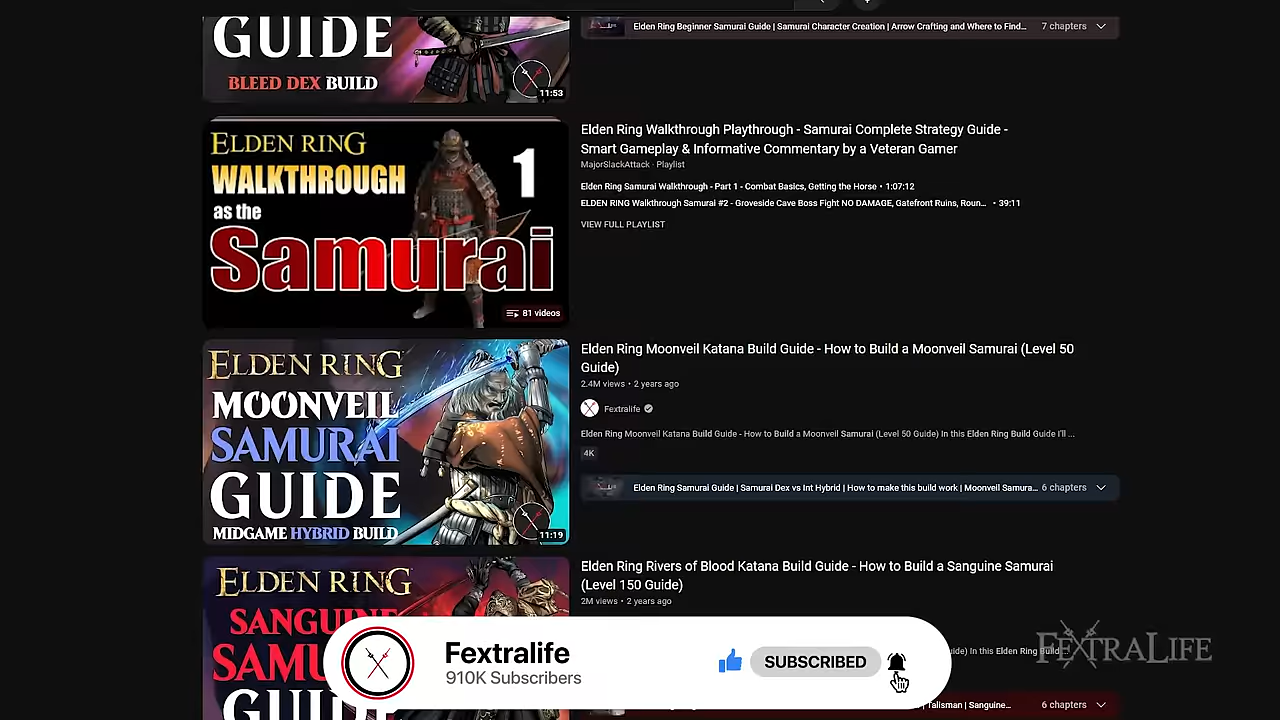 GUIDE
BLEED DEX BUILD
11:53
Elden Ring Beginner Samurai Guide | Samurai Character Creation | Arrow Crafting and Where to Find...
7 chapters
ELDEN RING
WALKTHROUGH
as the
Samurai
1
81 videos
Elden Ring Walkthrough Playthrough - Samurai Complete Strategy Guide -
Smart Gameplay & Informative Commentary by a Veteran Gamer
MajorSlackAttack · Playlist
Elden Ring Samurai Walkthrough - Part 1 - Combat Basics, Getting the Horse • 1:07:12
ELDEN RING Walkthrough Samurai #2 - Groveside Cave Boss Fight NO DAMAGE, Gatefront Ruins, Roun... • 39:11
VIEW FULL PLAYLIST
ELDEN RING
MOONVEIL
SAMURAI
GUIDE
MIDGAME HYBRID BUILD
11:19
Elden Ring Moonveil Katana Build Guide - How to Build a Moonveil Samurai (Level 50
Guide)
2.4M views • 2 years ago
Fextralife
Elden Ring Moonveil Katana Build Guide - How to Build a Moonveil Samurai (Level 50 Guide) In this Elden Ring Build Guide I'll ...
4K
Elden Ring Samurai Guide | Samurai Dex vs Int Hybrid | How to make this build work | Moonveil Samura...
6 chapters
ELDEN RING
SANGUINE
SAMU
GUID
Elden Ring Rivers of Blood Katana Build Guide - How to Build a Sanguine Samurai
(Level 150 Guide)
2M views • 2 years ago
uide) In this Elden Ring Build ...
Talisman | Sanguine...
6 chapters
Fextralife
910K Subscribers
SUBSCRIBED
FEXTRALIFE